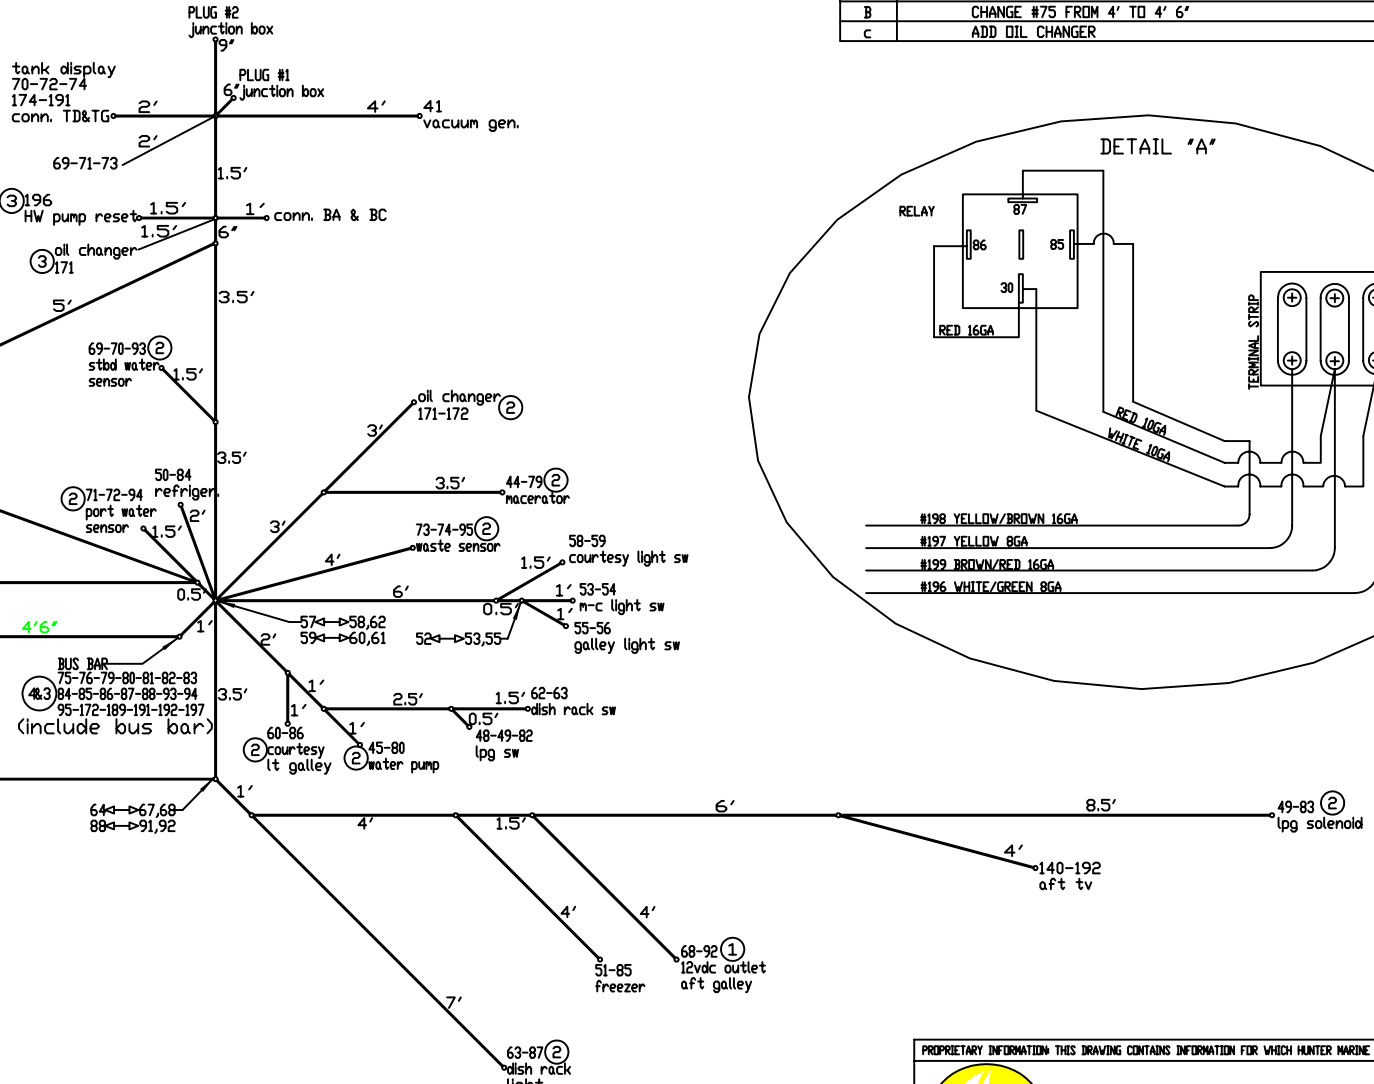 B CHANGE #75 FROM 4' TO 4' 6"
c ADD OIL CHANGER
PLUG #2
junction box
9"
tank display
70-72-74
174-191
conn. TD&TG
2'
PLUG #1
6" junction box
4'
41
vacuum gen.
2'
69-71-73
1.5'
3 196
HW pump reset
1.5'
1'
conn. BA & BC
1.5'
6"
oil changer
3 171
5'
3.5'
69-70-93 2
stbd water
sensor
1.5'
oil changer
171-172 2
3'
3.5'
50-84
refriger.
2'
2 71-72-94
port water
sensor
1.5'
3.5'
44-79 2
macerator
3'
73-74-95 2
waste sensor
4'
58-59
courtesy light sw
1.5'
6'
0.5'
0.5'
1' 53-54
m-c light sw
1'
55-56
galley light sw
57 58,62
59 60,61
52 53,55
4'6"
1'
2'
BUS BAR
75-76-79-80-81-82-83
4&3 84-85-86-87-88-93-94
95-172-189-191-192-197
(include bus bar)
3.5'
1'
1'
2.5'
1.5' 62-63
dish rack sw
0.5'
48-49-82
lpg sw
1'
60-86
2 courtesy
lt galley
45-80
2 water pump
64 67,68
88 91,92
1'
4'
1.5'
6'
8.5'
49-83 2
lpg solenoid
4'
140-192
aft tv
4'
4'
68-92 1
12vdc outlet
aft galley
51-85
freezer
7'
63-87 2
dish rack
light
DETAIL "A"
RELAY
87
86
85
30
RED 16GA
TERMINAL STRIP
RED 10GA
WHITE 10GA
#198 YELLOW/BROWN 16GA
#197 YELLOW 8GA
#199 BROWN/RED 16GA
#196 WHITE/GREEN 8GA
PROPRIETARY INFORMATION: THIS DRAWING CONTAINS INFORMATION FOR WHICH HUNTER MARINE